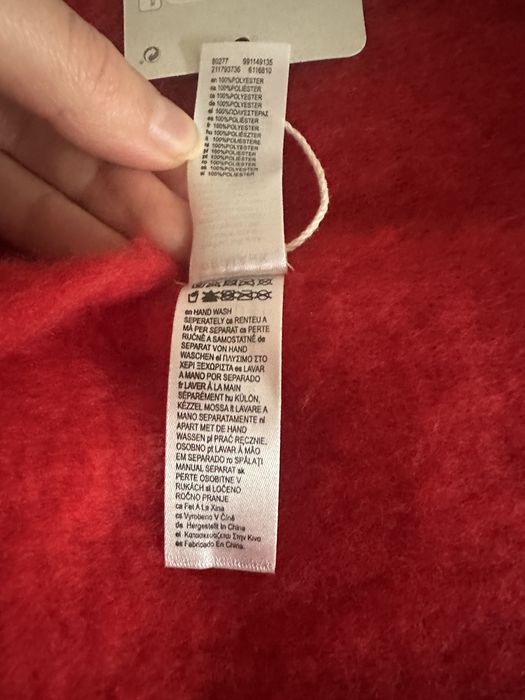 80277 991149135
211793735 6116810
en 100%POLYESTER
ca 100%POLIÈSTER
cs 100%POLYESTER
de 100%POLYESTER
el 100%ΠΟΛΥΕΣΤΕΡΑΣ
es 100%POLIÉSTER
fr 100%POLYESTER
hu 100%POLIÉSZTER
it 100%POLIESTERE
nl 100%POLYESTER
pl 100%POLIESTER
pt 100%POLIÉSTER
ro 100%POLIESTER
sk 100%POLYESTER
sl 100%POLIESTER
en HAND WASH
SEPERATELY ca RENTEU A
MÀ PER SEPARAT cs PERTE
RUČNĚ A SAMOSTATNĚ de
SEPARAT VON HAND
WASCHEN el ΠΛΥΣΙΜΟ ΣΤΟ
ΧΕΡΙ ΞΕΧΩΡΙΣΤΑ es LAVAR
A MANO POR SEPARADO
fr LAVER À LA MAIN
SÉPARÉMENT hu KÜLÖN,
KÉZZEL MOSSA it LAVARE A
MANO SEPARATAMENTE nl
APART MET DE HAND
WASSEN pl PRAĆ RĘCZNIE,
OSOBNO pt LAVAR À MÃO
EM SEPARADO ro SPĂLAȚI
MANUAL SEPARAT sk
PERTE OSOBITNE V
RUKÁCH sl LOČENO
ROČNO PRANJE
ca Fet A La Xina
cs Vyrobeno V Číně
de Hergestellt In China
el Κατασκευάζεται Στην Κίνα
es Fabricado En China